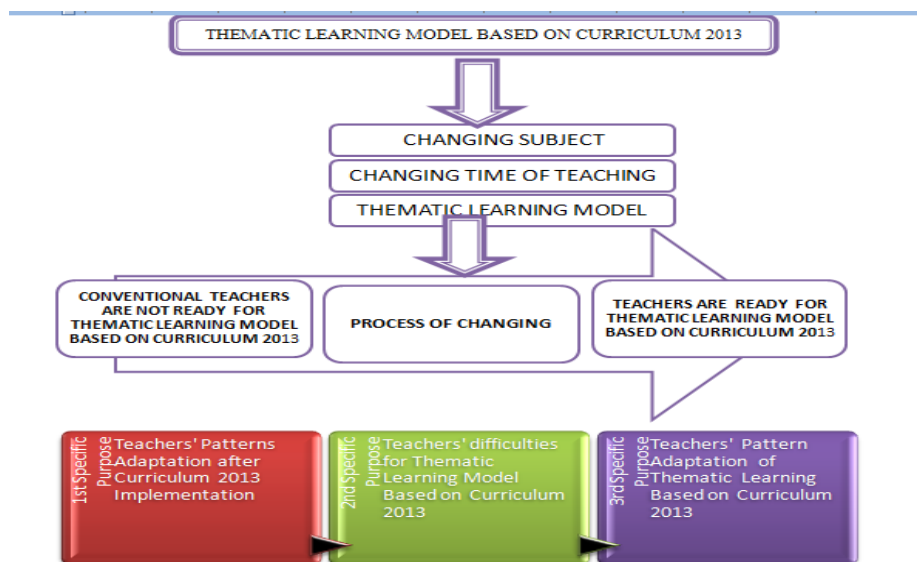 THEMATIC LEARNING MODEL BASED ON CURRICULUM 2013
CHANGING SUBJECT
CHANGING TIME OF TEACHING
THEMATIC LEARNING MODEL
CONVENTIONAL TEACHERS
ARE NOT READY FOR
THEMATIC LEARNING MODEL
BASED ON CURRICULUM 2013
PROCESS OF CHANGING
TEACHERS ARE READY FOR
THEMATIC LEARNING MODEL
BASED ON CURRICULUM 2013
1st Specific
Purpose
Teachers' Patterns
Adaptation after
Curriculum 2013
Implementation
2nd Specific
Purpose
Teachers' difficulties
for Thematic
Learning Model
Based on Curriculum
2013
3rd Specific
Purpose
Teachers' Pattern
Adaptation of
Thematic Learning
Based on Curriculum
2013